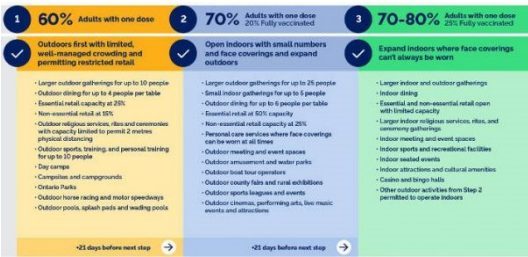 1 60% Adults with one dose
Outdoors first with limited,
well-managed crowding and
permitting restricted retail
• Larger outdoor gatherings for up to 10 people
• Outdoor dining for up to 4 people per table
• Essential retail capacity at 25%
• Non-essential retail at 15%
• Outdoor religious services, rites and ceremonies
with capacity limited to permit 2 metres
physical distancing
• Outdoor sports, training, and personal training
for up to 10 people
• Day camps
• Campsites and campgrounds
• Ontario Parks
• Outdoor horse racing and motor speedways
• Outdoor pools, splash pads and wading pools
+21 days before next step
2 70% Adults with one dose
20% Fully vaccinated
Open indoors with small numbers
and face coverings and expand
outdoors
• Larger outdoor gatherings for up to 25 people
• Small indoor gatherings for up to 5 people
• Outdoor dining for up to 6 people per table
• Essential retail at 50% capacity
• Non-essential retail capacity at 25%
• Personal care services where face coverings
can be worn at all times
• Outdoor meeting and event spaces
• Outdoor amusement and water parks
• Outdoor boat tour operators
• Outdoor county fairs and rural exhibitions
• Outdoor sports leagues and events
• Outdoor cinemas, performing arts, live music
events and attractions
+21 days before next step
3 70-80% Adults with one dose
25% Fully vaccinated
Expand indoors where face coverings
can't always be worn
• Larger indoor and outdoor gatherings
• Indoor dining
• Essential and non-essential retail open
with limited capacity
• Larger indoor religious services, rites, and
ceremony gatherings
• Indoor meeting and event spaces
• Indoor sports and recreational facilities
• Indoor seated events
• Indoor attractions and cultural amenities
• Casino and bingo halls
• Other outdoor activities from Step 2
permitted to operate indoors